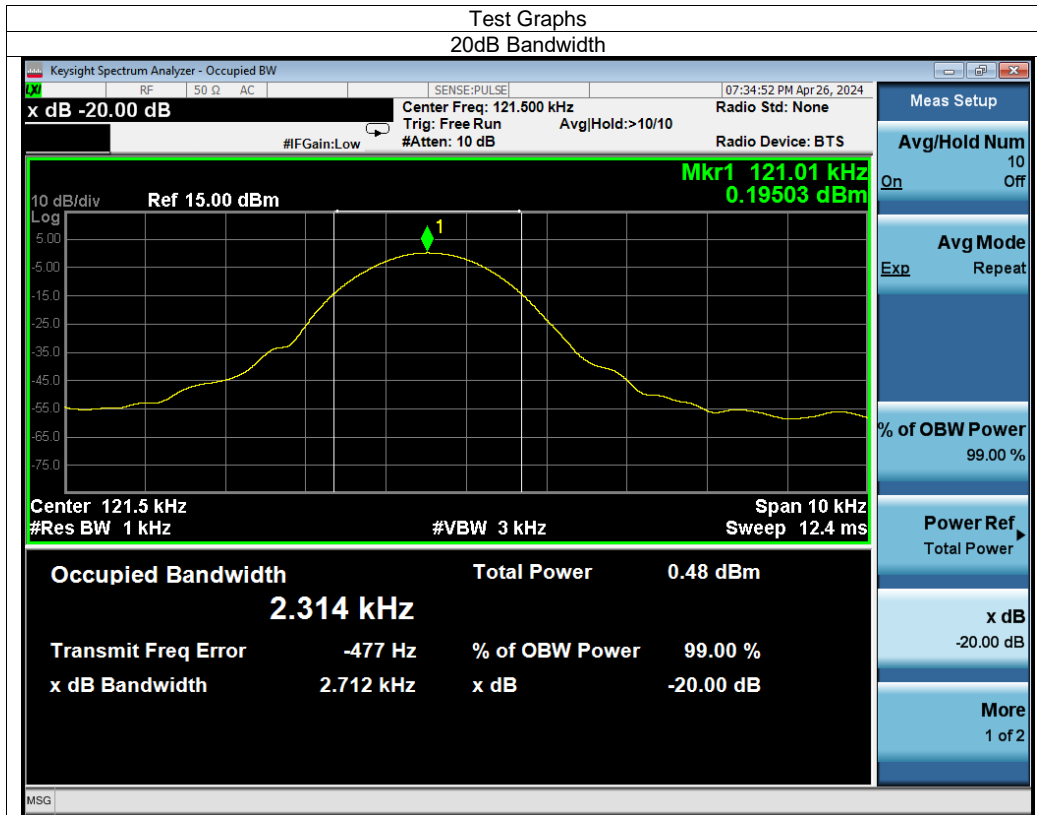 Test Graphs
20dB Bandwidth
Keysight Spectrum Analyzer - Occupied BW
LXI RF 50 Ω AC SENSE:PULSE 07:34:52 PM Apr 26, 2024
x dB -20.00 dB Center Freq: 121.500 kHz Radio Std: None
Trig: Free Run Avg|Hold:>10/10
#IFGain:Low #Atten: 10 dB Radio Device: BTS
Mkr1 121.01 kHz
0.19503 dBm
10 dB/div Ref 15.00 dBm
Log
1
5.00
-5.00
-15.0
-25.0
-35.0
-45.0
-55.0
-65.0
-75.0
Center 121.5 kHz Span 10 kHz
#Res BW 1 kHz #VBW 3 kHz Sweep 12.4 ms
Occupied Bandwidth Total Power 0.48 dBm
2.314 kHz
Transmit Freq Error -477 Hz % of OBW Power 99.00 %
x dB Bandwidth 2.712 kHz x dB -20.00 dB
Meas Setup
Avg/Hold Num
10
On Off
Avg Mode
Exp Repeat
% of OBW Power
99.00 %
Power Ref
Total Power
x dB
-20.00 dB
More
1 of 2
MSG